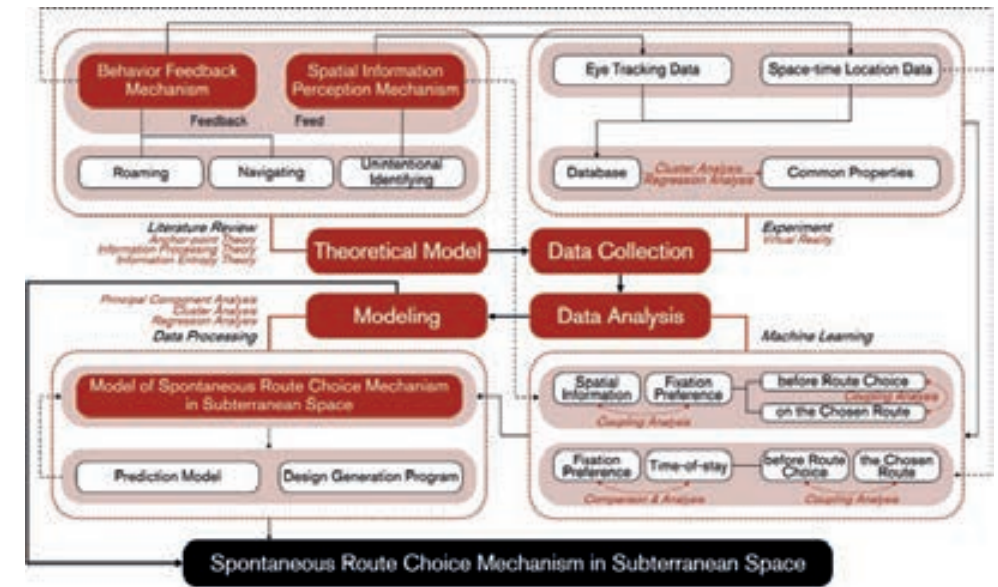 Behavior Feedback
Mechanism
Spatial Information
Perception Mechanism
Feedback
Feed
Roaming
Navigating
Unintentional
Identifying
Eye Tracking Data
Space-time Location Data
Database
Cluster Analysis
Regression Analysis
Common Properties
Literature Review
Anchor-point Theory
Information Processing Theory
Information Entropy Theory
Theoretical Model
Data Collection
Experiment
Virtual Reality
Principal Component Analysis
Cluster Analysis
Regression Analysis
Data Processing
Modeling
Data Analysis
Machine Learning
Model of Spontaneous Route Choice Mechanism
in Subterranean Space
Prediction Model
Design Generation Program
Spatial
Information
Fixation
Preference
before Route Choice
Coupling Analysis
on the Chosen Route
Coupling Analysis
Fixation
Preference
Time-of-stay
before Route
Choice
the Chosen
Route
Comparison & Analysis
Coupling Analysis
Spontaneous Route Choice Mechanism in Subterranean Space